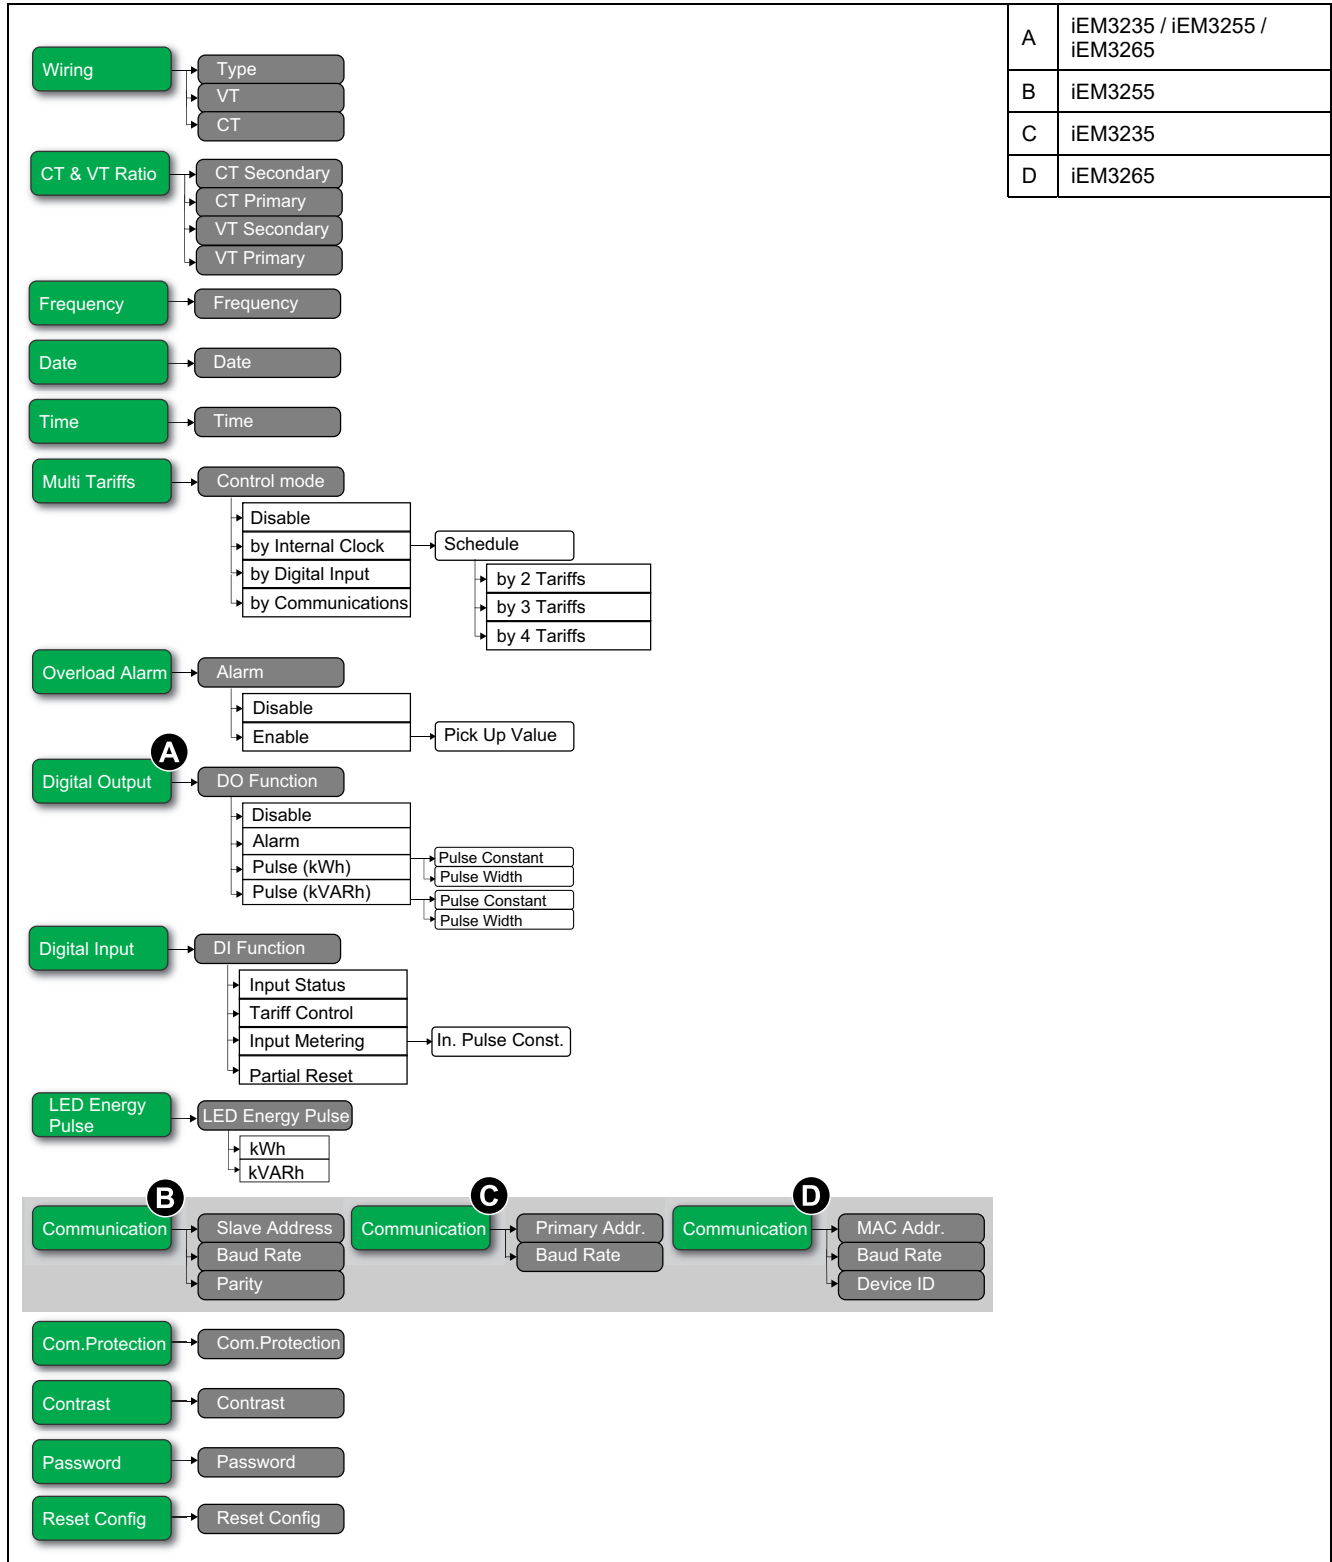 A
iEM3235 / iEM3255 /
iEM3265
B
iEM3255
C
iEM3235
D
iEM3265
Wiring
Type
VT
CT
CT & VT Ratio
CT Secondary
CT Primary
VT Secondary
VT Primary
Frequency
Frequency
Date
Date
Time
Time
Multi Tariffs
Control mode
Disable
by Internal Clock
by Digital Input
by Communications
Schedule
by 2 Tariffs
by 3 Tariffs
by 4 Tariffs
Overload Alarm
Alarm
Disable
Enable
Pick Up Value
A
Digital Output
DO Function
Disable
Alarm
Pulse (kWh)
Pulse (kVARh)
Pulse Constant
Pulse Width
Pulse Constant
Pulse Width
Digital Input
DI Function
Input Status
Tariff Control
Input Metering
Partial Reset
In. Pulse Const.
LED Energy
Pulse
LED Energy Pulse
kWh
kVARh
B
Communication
Slave Address
Baud Rate
Parity
C
Communication
Primary Addr.
Baud Rate
D
Communication
MAC Addr.
Baud Rate
Device ID
Com.Protection
Com.Protection
Contrast
Contrast
Password
Password
Reset Config
Reset Config